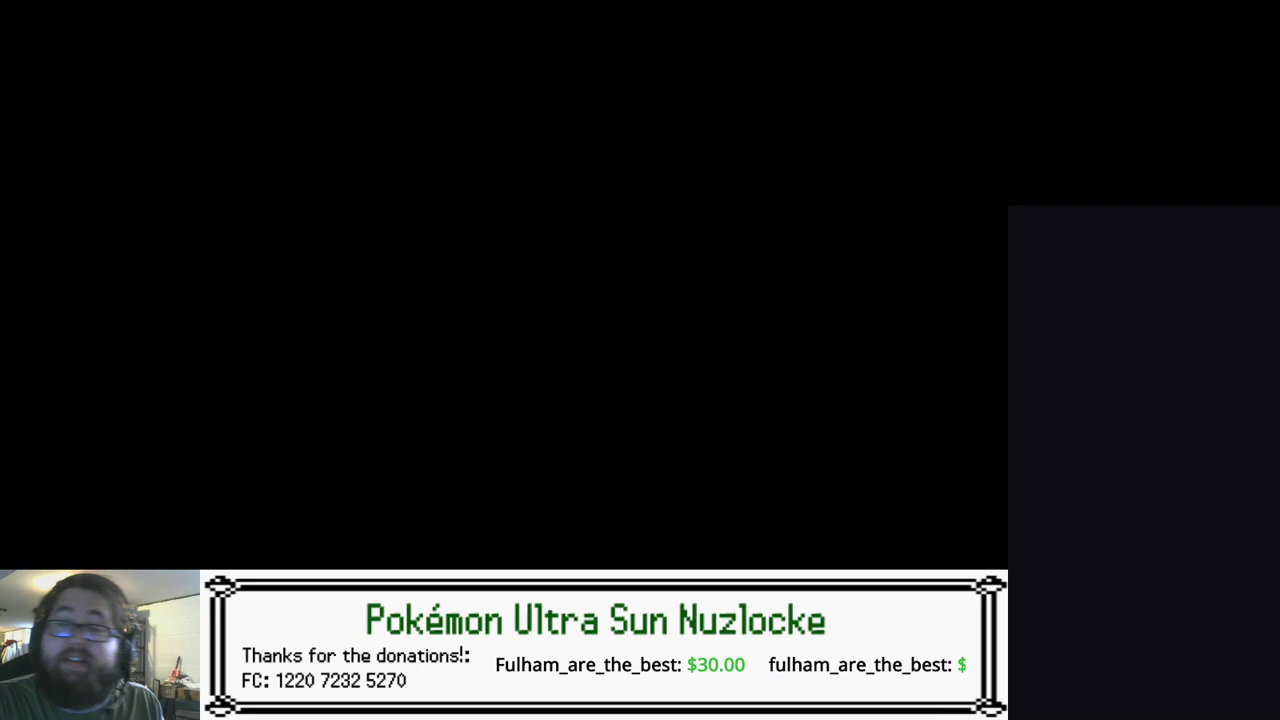 Pokémon Ultra Sun Nuzlocke
Thanks for the donations!:
FC: 1220 7232 5270
Fulham_are_the_best: $30.00 fulham_are_the_best: $